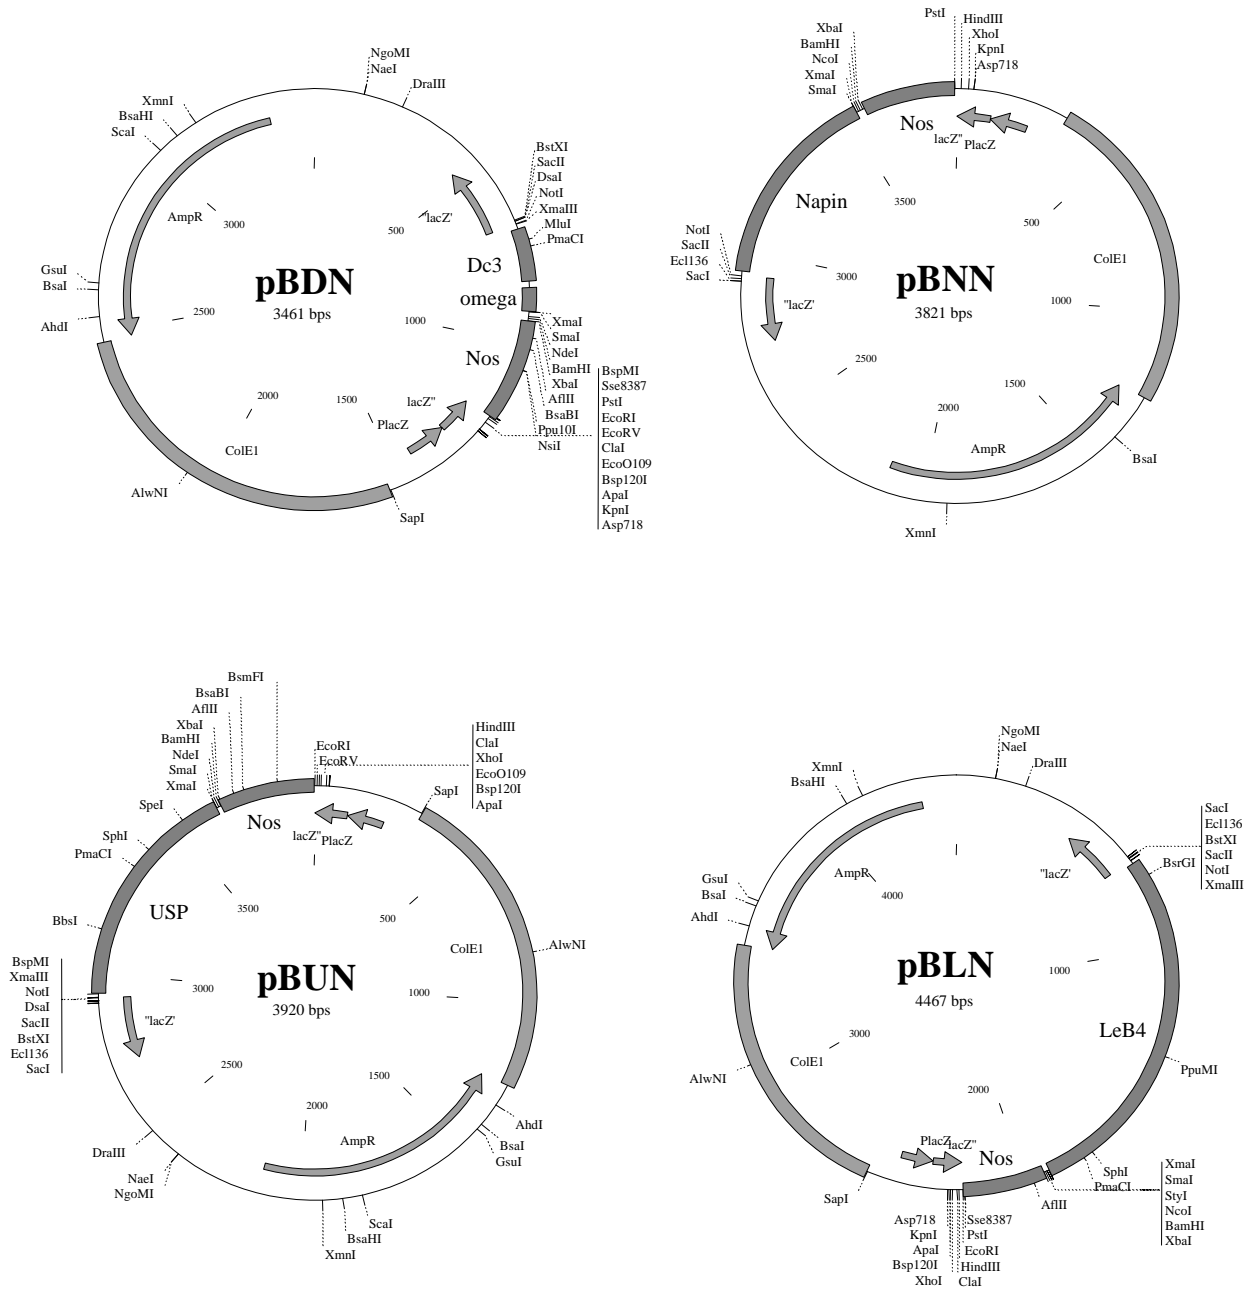 NgoMI
NaeI
DraIII
XmnI
BsaHI
ScaI
BstXI
SacII
DsaI
NotI
XmaIII
MluI
PmaCI
AmpR
3000
500
"lacZ'
Dc3
GsuI
BsaI
AhdI
pBDN
3461 bps
omega
2500
1000
Nos
XmaI
SmaI
NdeI
BamHI
XbaI
AflII
BsaBI
Ppu10I
NsiI
2000
1500
lacZ"
PlacZ
ColE1
AlwNI
SapI
BspMI
Sse8387
PstI
EcoRI
EcoRV
ClaI
EcoO109
Bsp120I
ApaI
KpnI
Asp718
PstI
HindIII
XhoI
KpnI
Asp718
XbaI
BamHI
NcoI
XmaI
SmaI
Nos
lacZ"
PlacZ
Napin
3500
500
NotI
SacII
Ecl136
SacI
3000
ColE1
pBNN
3821 bps
1000
"lacZ'
2500
1500
2000
AmpR
BsaI
XmnI
BsmFI
BsaBI
AflII
XbaI
BamHI
NdeI
SmaI
XmaI
SpeI
SphI
PmaCI
BbsI
EcoRI
EcoRV
HindIII
ClaI
XhoI
EcoO109
Bsp120I
ApaI
SapI
Nos
lacZ"
PlacZ
USP
3500
500
ColE1
AlwNI
BspMI
XmaIII
NotI
DsaI
SacII
BstXI
Ecl136
SacI
3000
pBUN
3920 bps
1000
"lacZ'
2500
1500
2000
AmpR
AhdI
BsaI
GsuI
DraIII
NaeI
NgoMI
ScaI
BsaHI
XmnI
NgoMI
NaeI
DraIII
XmnI
BsaHI
SacI
Ecl136
BstXI
SacII
NotI
XmaIII
BsrGI
AmpR
4000
"lacZ'
GsuI
BsaI
AhdI
pBLN
4467 bps
1000
LeB4
3000
ColE1
AlwNI
PpuMI
2000
PlacZ
lacZ"
Nos
SapI
SphI
PmaCI
AflII
XmaI
SmaI
StyI
NcoI
BamHI
XbaI
Asp718
KpnI
ApaI
Bsp120I
XhoI
Sse8387
PstI
EcoRI
HindIII
ClaI